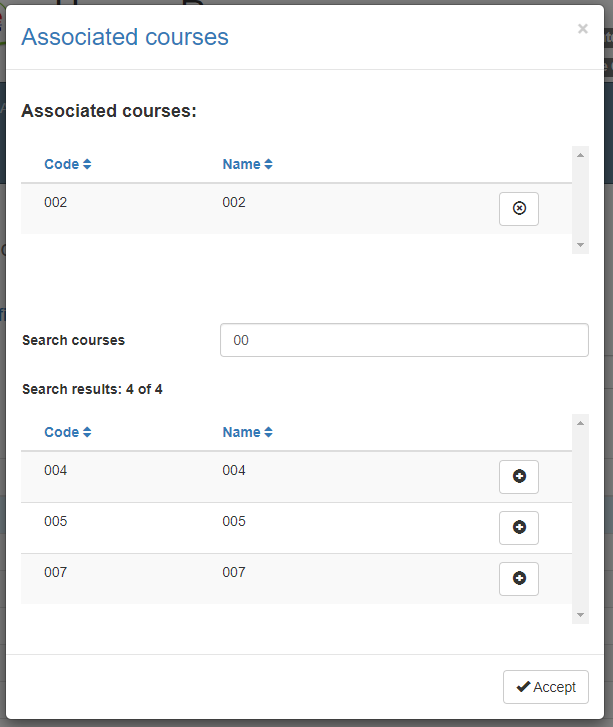 Associated courses
×
Associated courses:
Code Name
002 002
Search courses 00
Search results: 4 of 4
Code Name
004 004
005 005
007 007
Accept